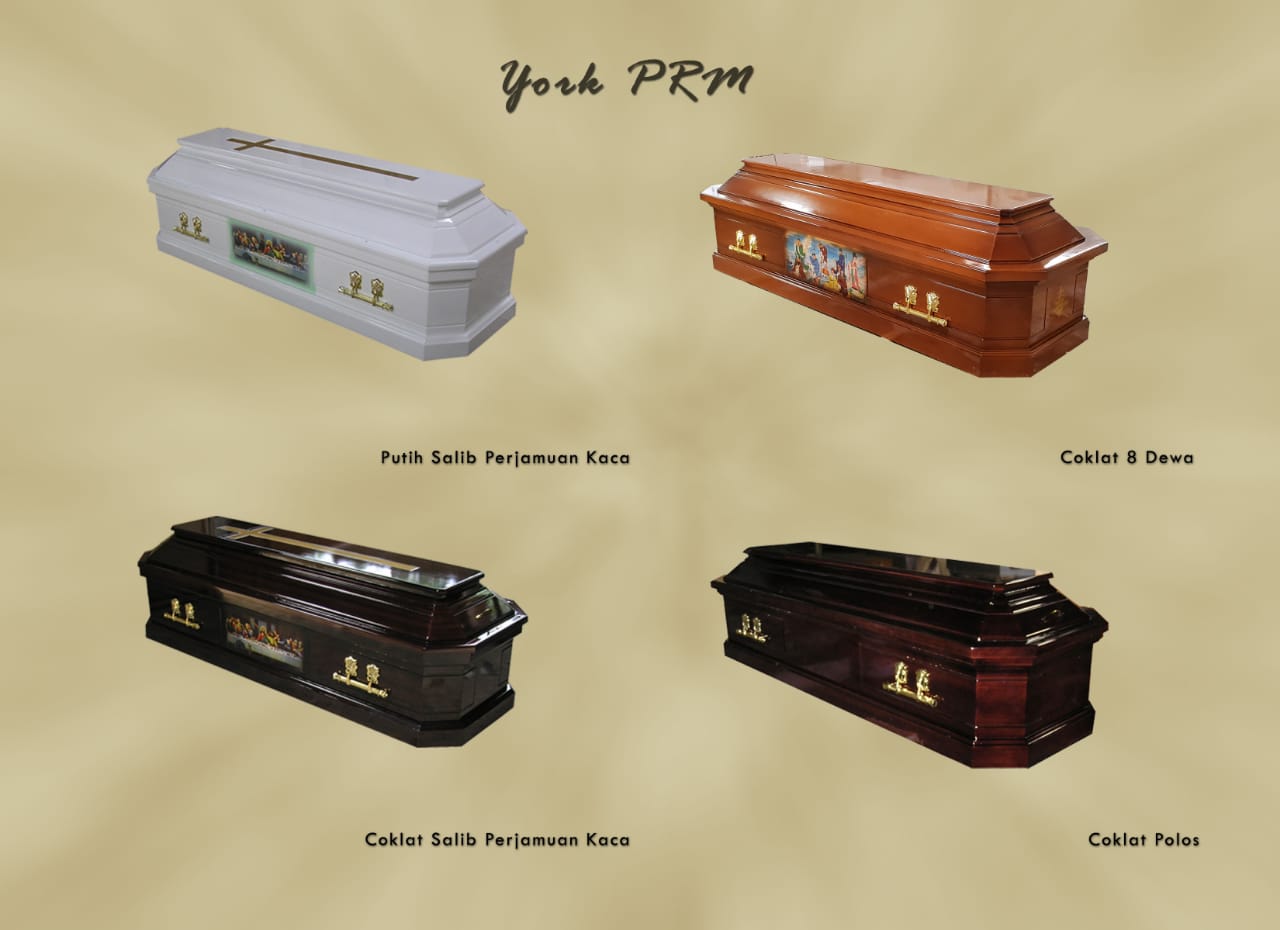 York PRM
Putih Salib Perjamuan Kaca
Coklat 8 Dewa
Coklat Salib Perjamuan Kaca
Coklat Polos